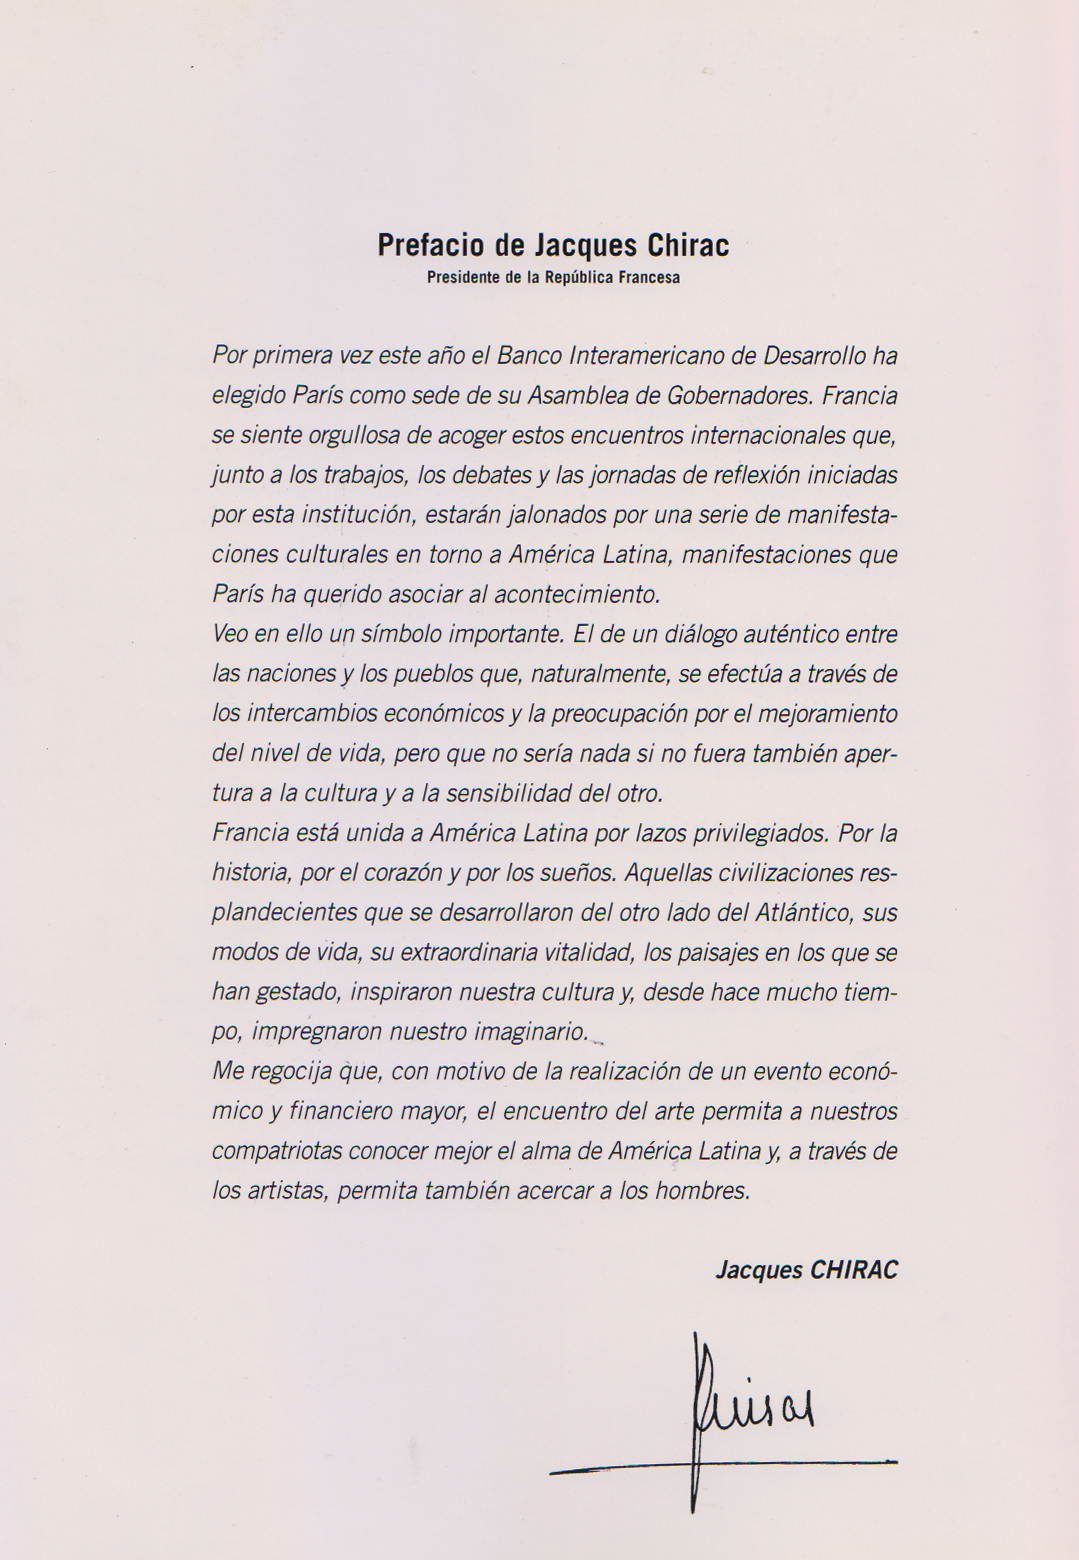 Prefacio de Jacques Chirac
Presidente de la República Francesa
Por primera vez este año el Banco Interamericano de Desarrollo ha
elegido París como sede de su Asamblea de Gobernadores. Francia
se siente orgullosa de acoger estos encuentros internacionales que,
junto a los trabajos, los debates y las jornadas de reflexión iniciadas
por esta institución, estarán jalonados por una serie de manifesta-
ciones culturales en torno a América Latina, manifestaciones que
París ha querido asociar al acontecimiento.
Veo en ello un símbolo importante. El de un diálogo auténtico entre
las naciones y los pueblos que, naturalmente, se efectúa a través de
los intercambios económicos y la preocupación por el mejoramiento
del nivel de vida, pero que no sería nada si no fuera también aper-
tura a la cultura y a la sensibilidad del otro.
Francia está unida a América Latina por lazos privilegiados. Por la
historia, por el corazón y por los sueños. Aquellas civilizaciones res-
plandecientes que se desarrollaron del otro lado del Atlántico, sus
modos de vida, su extraordinaria vitalidad, los paisajes en los que se
han gestado, inspiraron nuestra cultura y, desde hace mucho tiem-
po, impregnaron nuestro imaginario.
Me regocija que, con motivo de la realización de un evento econó-
mico y financiero mayor, el encuentro del arte permita a nuestros
compatriotas conocer mejor el alma de América Latina y, a través de
los artistas, permita también acercar a los hombres.
Jacques CHIRAC